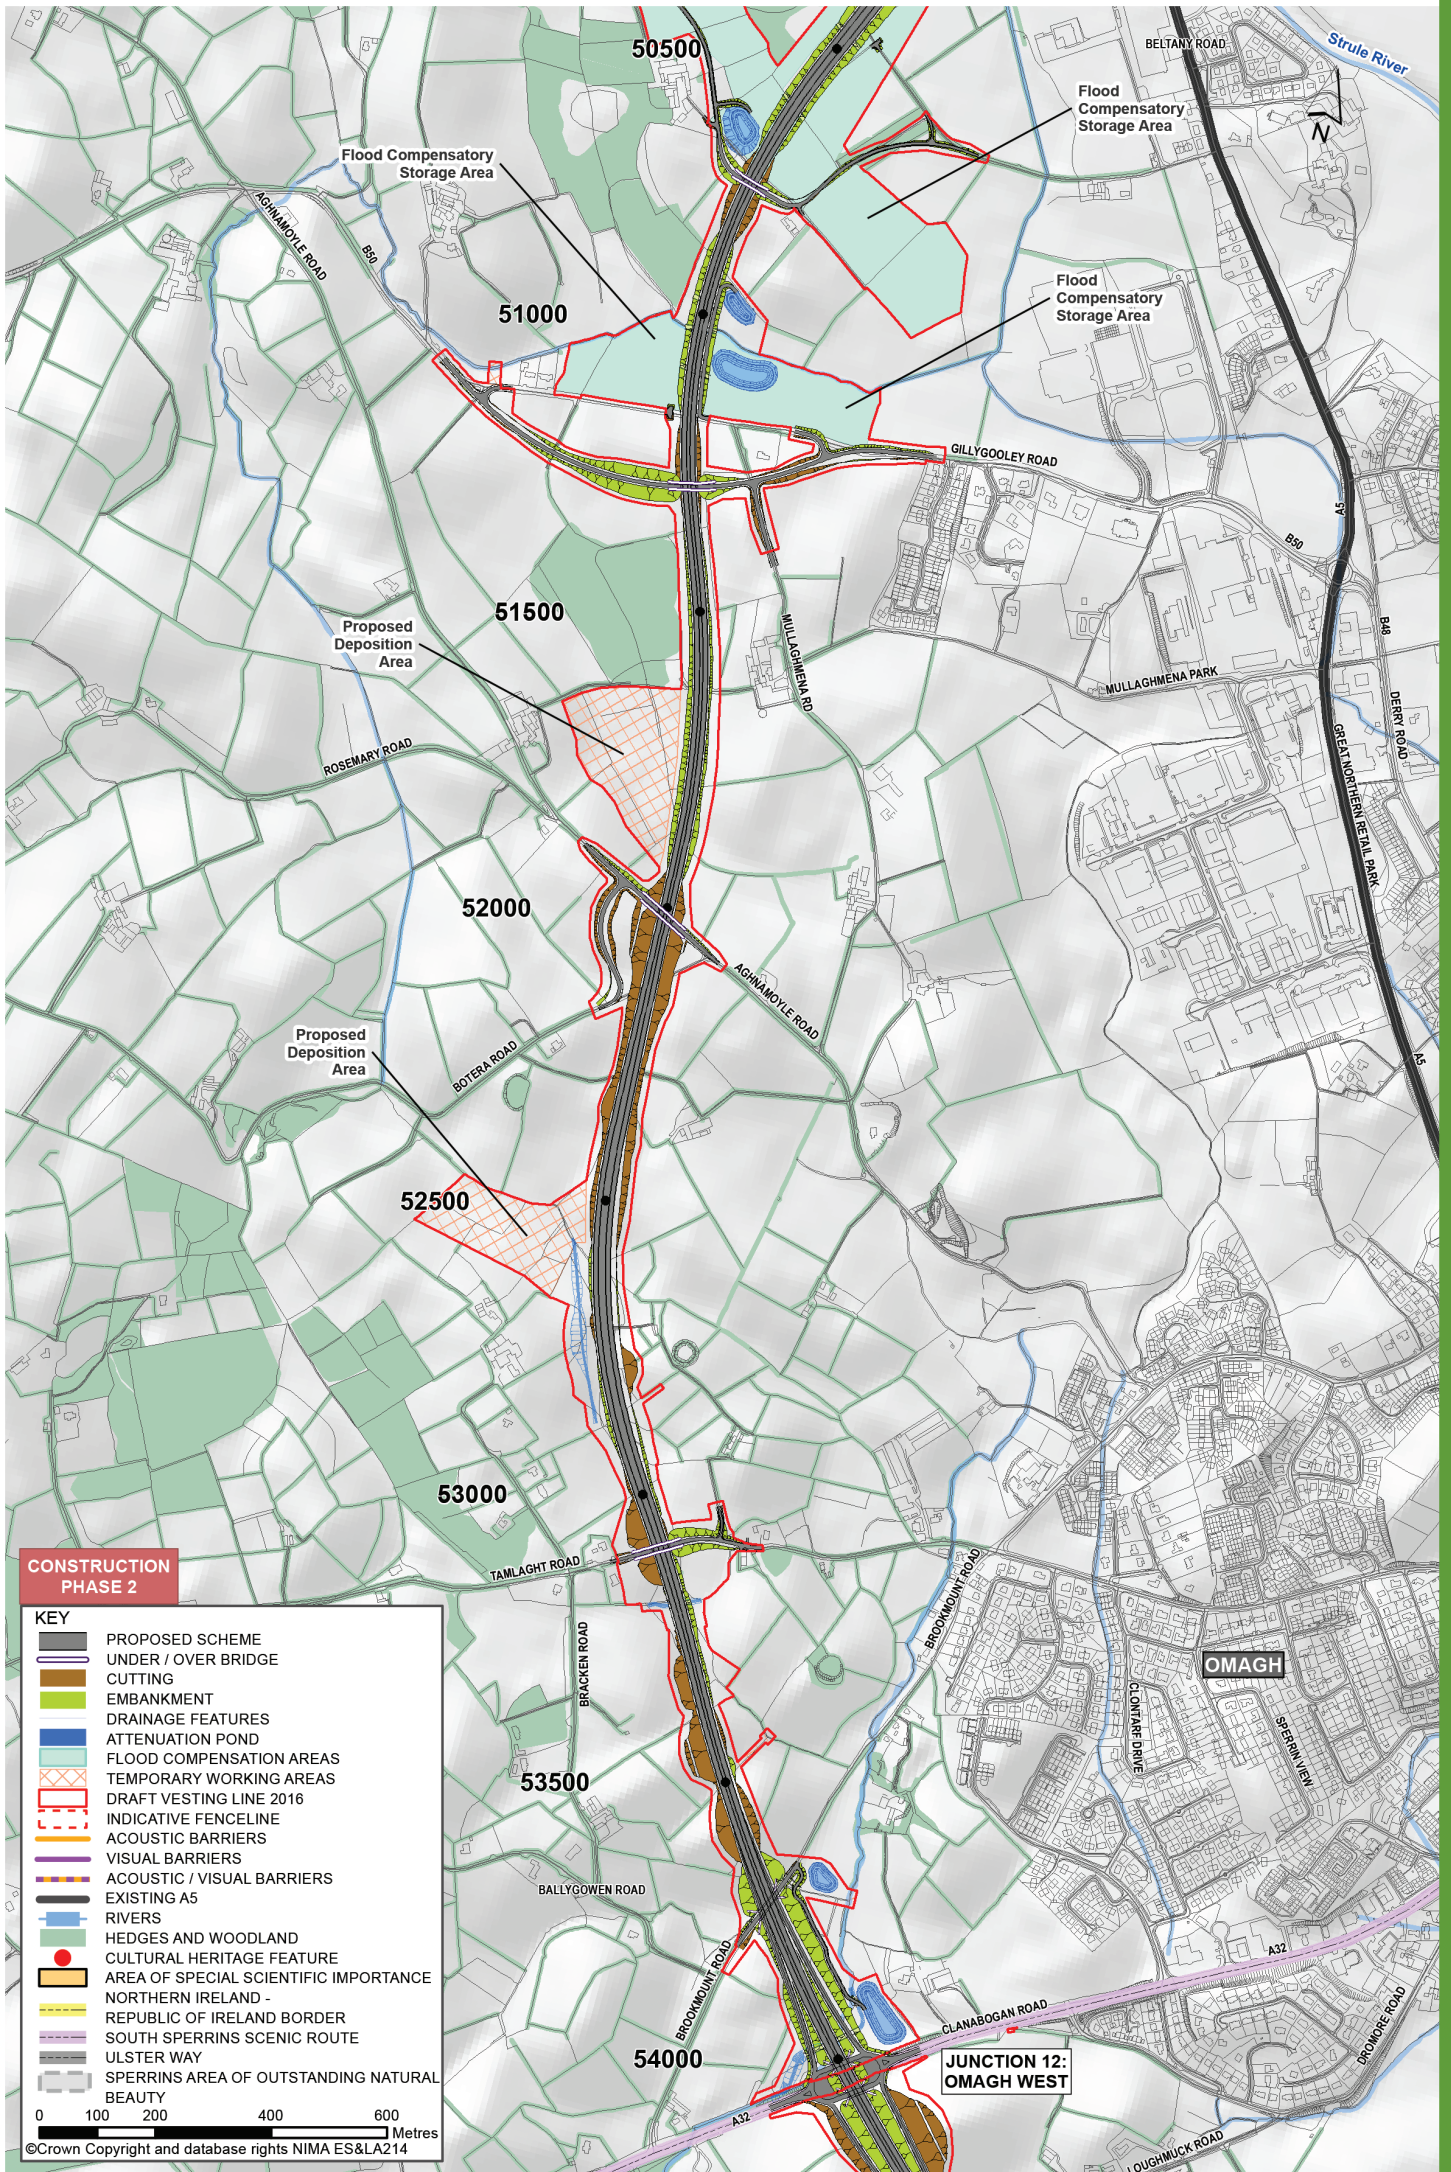 50500
BELTANY ROAD
Strule River
Flood
Compensatory
Storage Area
N
Flood Compensatory
Storage Area
AGHNAMOYLE ROAD
B50
Flood
Compensatory
Storage Area
51000
GILLYGOOLEY ROAD
A5
B50
51500
Proposed
Deposition
Area
MULLAGHMENA RD
B48
MULLAGHMENA PARK
DERRY ROAD
ROSEMARY ROAD
GREAT NORTHERN RETAIL PARK
52000
AGHNAMOYLE ROAD
Proposed
Deposition
Area
BOTERA ROAD
A5
52500
53000
TAMLAGHT ROAD
BROOKMOUNT ROAD
BRACKEN ROAD
OMAGH
CLONTARF DRIVE
SPERRIN VIEW
53500
BALLYGOWEN ROAD
BROOKMOUNT ROAD
A32
CLANABOGAN ROAD
DROMORE ROAD
54000
JUNCTION 12:
OMAGH WEST
A32
LOUGHMUCK ROAD
CONSTRUCTION
PHASE 2
KEY
PROPOSED SCHEME
UNDER / OVER BRIDGE
CUTTING
EMBANKMENT
DRAINAGE FEATURES
ATTENUATION POND
FLOOD COMPENSATION AREAS
TEMPORARY WORKING AREAS
DRAFT VESTING LINE 2016
INDICATIVE FENCELINE
ACOUSTIC BARRIERS
VISUAL BARRIERS
ACOUSTIC / VISUAL BARRIERS
EXISTING A5
RIVERS
HEDGES AND WOODLAND
CULTURAL HERITAGE FEATURE
AREA OF SPECIAL SCIENTIFIC IMPORTANCE
NORTHERN IRELAND -
REPUBLIC OF IRELAND BORDER
SOUTH SPERRINS SCENIC ROUTE
ULSTER WAY
SPERRINS AREA OF OUTSTANDING NATURAL
BEAUTY
0 100 200 400 600
Metres
©Crown Copyright and database rights NIMA ES&LA214